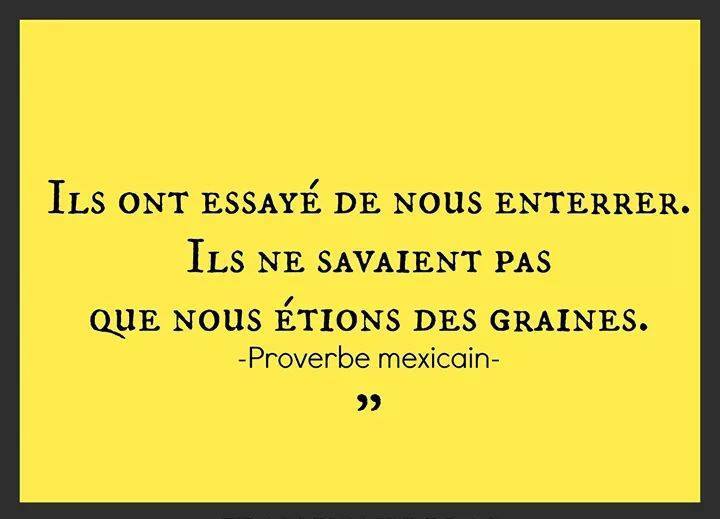 Ils ont essayé de nous enterrer.
Ils ne savaient pas
que nous étions des graines.
-Proverbe mexicain-
”